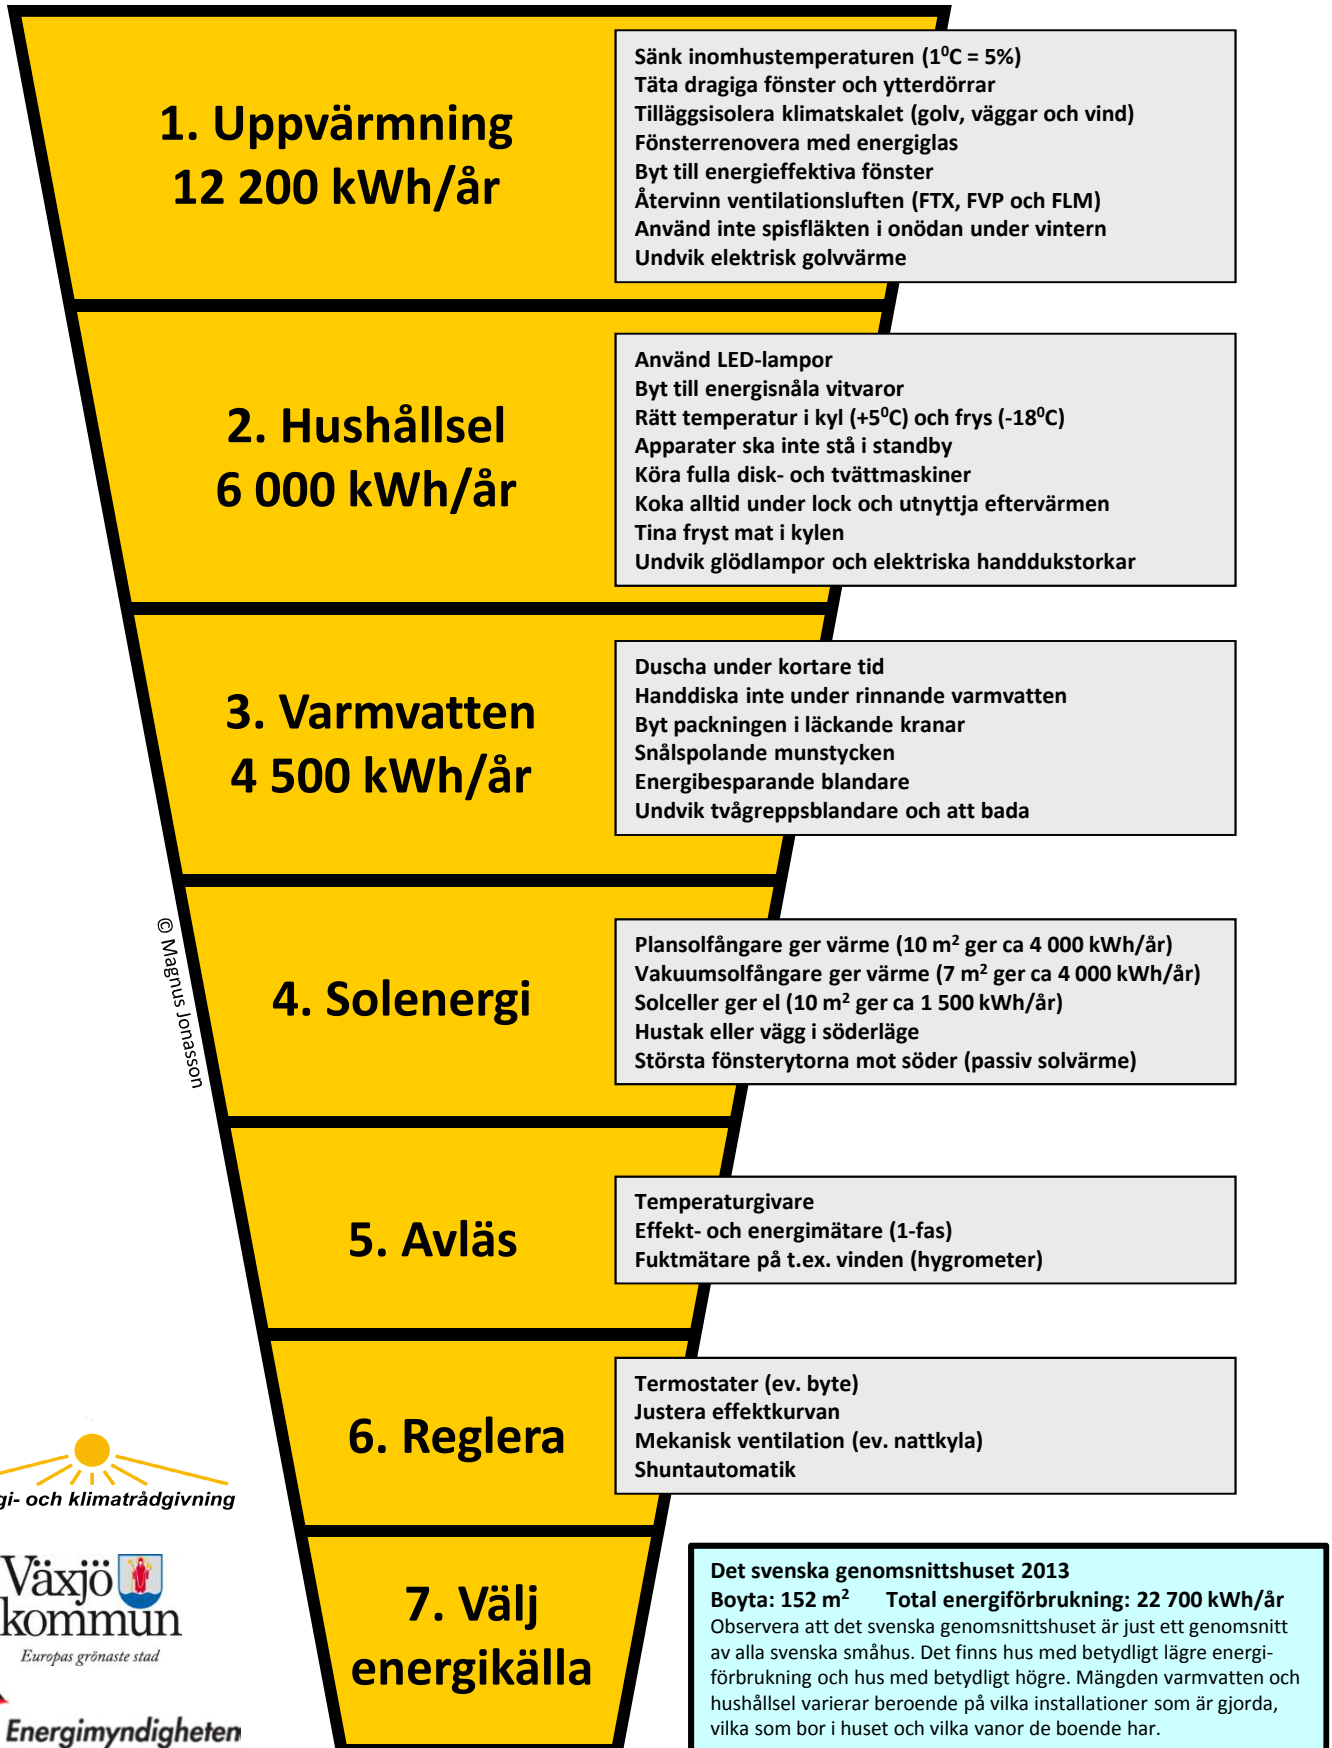 1. Uppvärmning
12 200 kWh/år
Sänk inomhustemperaturen (1⁰C = 5%)
Täta dragiga fönster och ytterdörrar
Tilläggsisolera klimatskalet (golv, väggar och vind)
Fönsterrenovera med energiglas
Byt till energieffektiva fönster
Återvinn ventilationsluften (FTX, FVP och FLM)
Använd inte spisfläkten i onödan under vintern
Undvik elektrisk golvvärme
2. Hushållsel
6 000 kWh/år
Använd LED-lampor
Byt till energisnåla vitvaror
Rätt temperatur i kyl (+5⁰C) och frys (-18⁰C)
Apparater ska inte stå i standby
Köra fulla disk- och tvättmaskiner
Koka alltid under lock och utnyttja eftervärmen
Tina fryst mat i kylen
Undvik glödlampor och elektriska handdukstorkar
3. Varmvatten
4 500 kWh/år
Duscha under kortare tid
Handdiska inte under rinnande varmvatten
Byt packningen i läckande kranar
Snålspolande munstycken
Energibesparande blandare
Undvik tvågreppsblandare och att bada
© Magnus Jonasson
4. Solenergi
Plansolfångare ger värme (10 m² ger ca 4 000 kWh/år)
Vakuumsolfångare ger värme (7 m² ger ca 4 000 kWh/år)
Solceller ger el (10 m² ger ca 1 500 kWh/år)
Hustak eller vägg i söderläge
Största fönsterytorna mot söder (passiv solvärme)
5. Avläs
Temperaturgivare
Effekt- och energimätare (1-fas)
Fuktmätare på t.ex. vinden (hygrometer)
6. Reglera
Termostater (ev. byte)
Justera effektkurvan
Mekanisk ventilation (ev. nattkyla)
Shuntautomatik
gi- och klimatrådgivning
Växjö
kommun
Europas grönaste stad
Energimyndigheten
7. Välj
energikälla
Det svenska genomsnittshuset 2013
Boyta: 152 m² Total energiförbrukning: 22 700 kWh/år
Observera att det svenska genomsnittshuset är just ett genomsnitt
av alla svenska småhus. Det finns hus med betydligt lägre energi-
förbrukning och hus med betydligt högre. Mängden varmvatten och
hushållsel varierar beroende på vilka installationer som är gjorda,
vilka som bor i huset och vilka vanor de boende har.